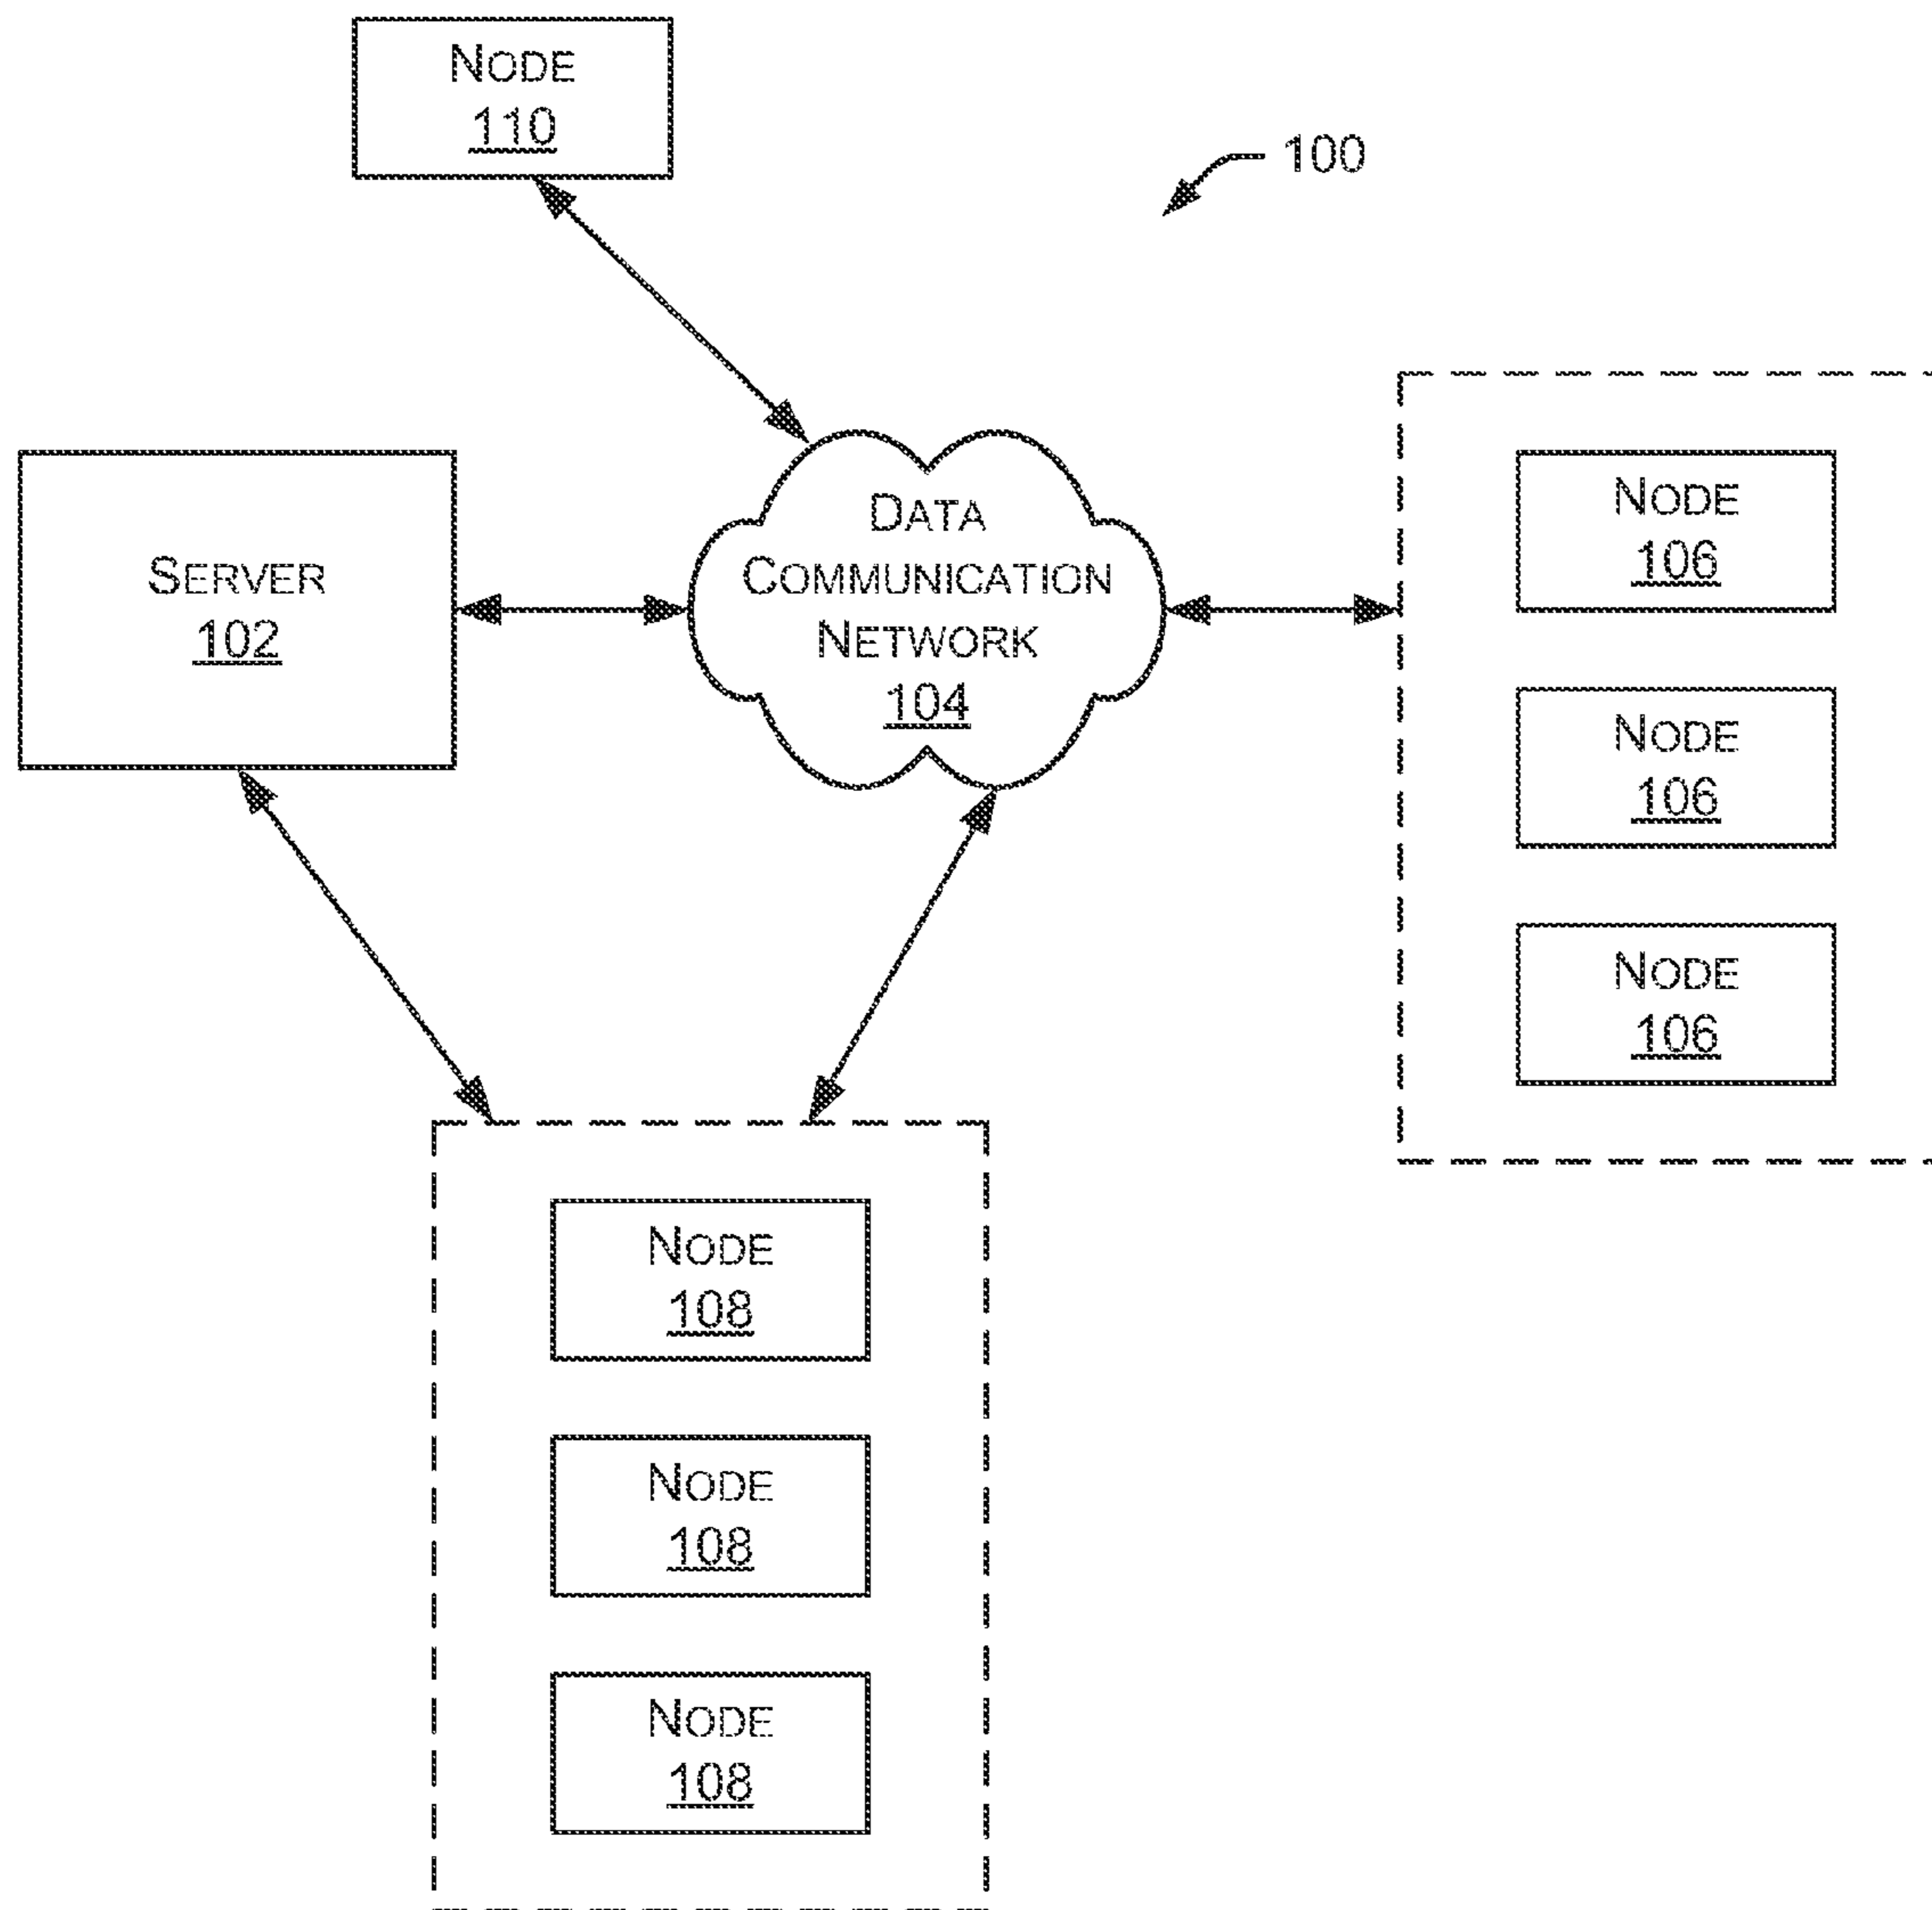 NODE
110
100
SERVER
102
DATA
COMMUNICATION
NETWORK
104
NODE
106
NODE
106
NODE
106
NODE
108
NODE
108
NODE
108